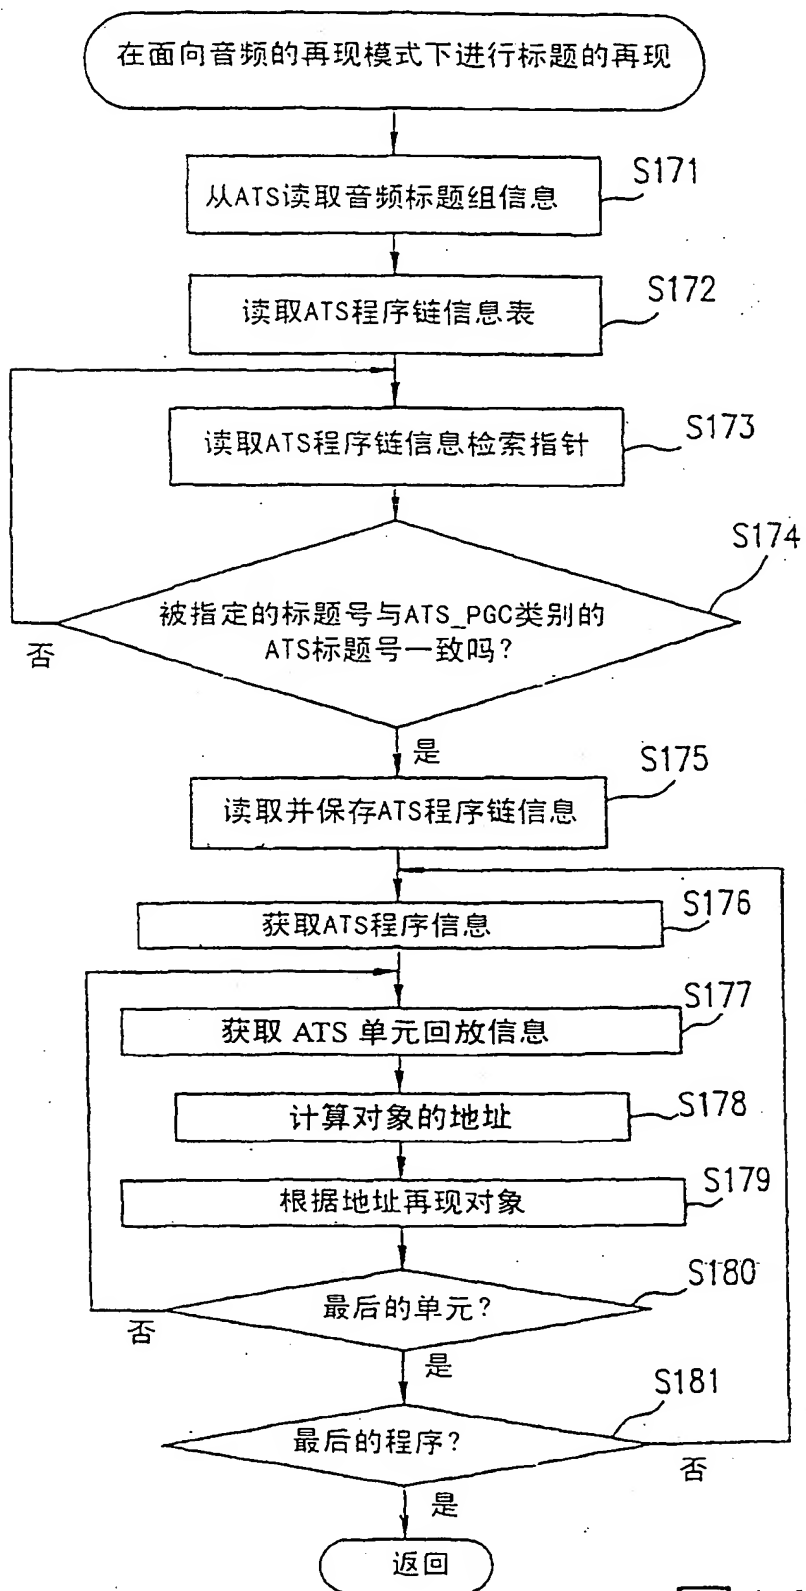 在面向音频的再现模式下进行标题的再现
S171
从ATS读取音频标题组信息
S172
读取ATS程序链信息表
S173
读取ATS程序链信息检索指针
S174
被指定的标题号与ATS_PGC类别的
ATS标题号一致吗?
否
是
S175
读取并保存ATS程序链信息
S176
获取ATS程序信息
S177
获取 ATS 单元回放信息
S178
计算对象的地址
S179
根据地址再现对象
S180
最后的单元?
否
是
S181
最后的程序?
否
是
返回